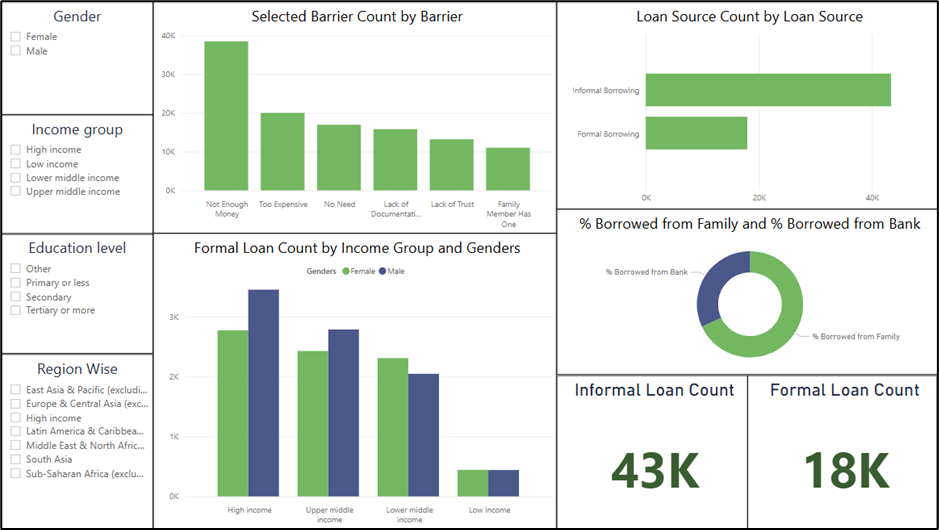 Gender
Female
Male
Income group
High income
Low income
Lower middle income
Upper middle income
Education level
Other
Primary or less
Secondary
Tertiary or more
Region Wise
East Asia & Pacific (excludi...
Europe & Central Asia (exc...
High income
Latin America & Caribbea...
Middle East & North Afric...
South Asia
Sub-Saharan Africa (exclu...
Selected Barrier Count by Barrier
40K
30K
20K
10K
0K
Not Enough
Money
Too Expensive
No Need
Lack of
Documentati...
Lack of Trust
Family
Member Has
One
Formal Loan Count by Income Group and Genders
Genders Female Male
3K
2K
1K
0K
High income
Upper middle
income
Lower middle
income
Low income
Loan Source Count by Loan Source
Informal Borrowing
Formal Borrowing
0K 20K 40K
% Borrowed from Family and % Borrowed from Bank
% Borrowed from Bank
% Borrowed from Family
Informal Loan Count
43K
Formal Loan Count
18K